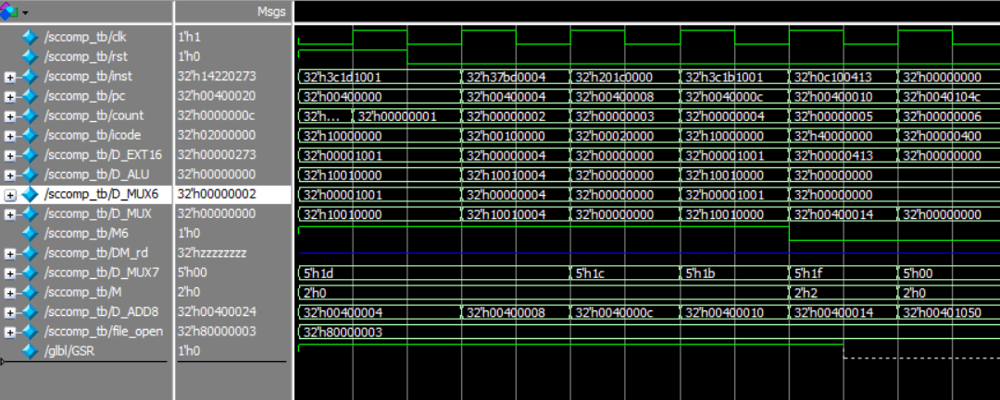 Msgs
/sccomp_tb/clk 1'h1
/sccomp_tb/rst 1'h0
/sccomp_tb/inst 32'h14220273 32'h3c1d1001 32'h37bd0004 32'h201c0000 32'h3c1b1001 32'h0c100413 32'h00000000
/sccomp_tb/pc 32'h00400020 32'h00400000 32'h00400004 32'h00400008 32'h0040000c 32'h00400010 32'h0040104c
/sccomp_tb/count 32'h0000000c 32'h... 32'h00000001 32'h00000002 32'h00000003 32'h00000004 32'h00000005 32'h00000006
/sccomp_tb/icode 32'h02000000 32'h10000000 32'h00100000 32'h00020000 32'h10000000 32'h40000000 32'h00000400
/sccomp_tb/D_EXT16 32'h00000273 32'h00001001 32'h00000004 32'h00000000 32'h00001001 32'h00000413 32'h00000000
/sccomp_tb/D_ALU 32'h00000000 32'h10010000 32'h10010004 32'h00000000 32'h10010000 32'h00000000
/sccomp_tb/D_MUX6 32'h00000002 32'h00001001 32'h00000004 32'h00000000 32'h00001001 32'h00000000
/sccomp_tb/D_MUX 32'h00000000 32'h10010000 32'h10010004 32'h00000000 32'h10010000 32'h00400014 32'h00000000
/sccomp_tb/M6 1'h0
/sccomp_tb/DM_rd 32'hzzzzzzzz
/sccomp_tb/D_MUX7 5'h00 5'h1d 5'h1c 5'h1b 5'h1f 5'h00
/sccomp_tb/M 2'h0 2'h0 2'h2 2'h0
/sccomp_tb/D_ADD8 32'h00400024 32'h00400004 32'h00400008 32'h0040000c 32'h00400010 32'h00400014 32'h00401050
/sccomp_tb/file_open 32'h80000003 32'h80000003
/glbl/GSR 1'h0